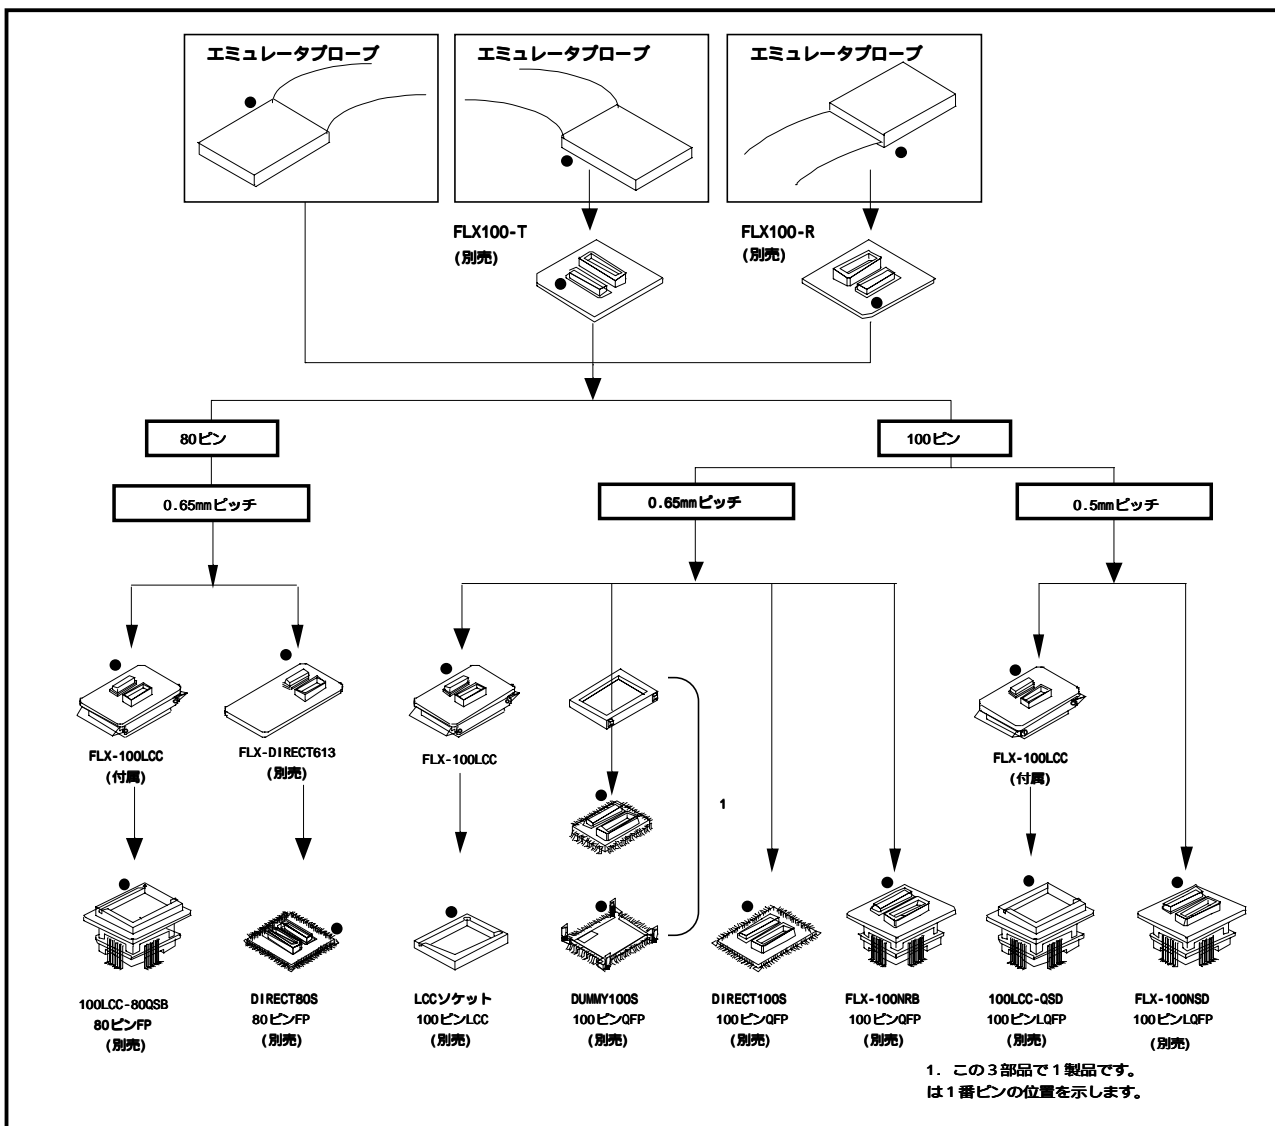 エミュレータプローブ
エミュレータプローブ
エミュレータプローブ
FLX100-T
(別売)
FLX100-R
(別売)
80ピン
100ピン
0.65mmピッチ
0.65mmピッチ
0.5mmピッチ
FLX-100LCC
(付属)
FLX-DIRECT613
(別売)
FLX-100LCC
FLX-100LCC
(付属)
1
100LCC-80QSB
80ピンFP
(別売)
DIRECT80S
80ピンFP
(別売)
LCCソケット
100ピンLCC
(別売)
DUMMY100S
100ピンQFP
(別売)
DIRECT100S
100ピンQFP
(別売)
FLX-100NRB
100ピンQFP
(別売)
100LCC-QSD
100ピンLQFP
(別売)
FLX-100NSD
100ピンLQFP
(別売)
1. この３部品で１製品です。
は１番ピンの位置を示します。